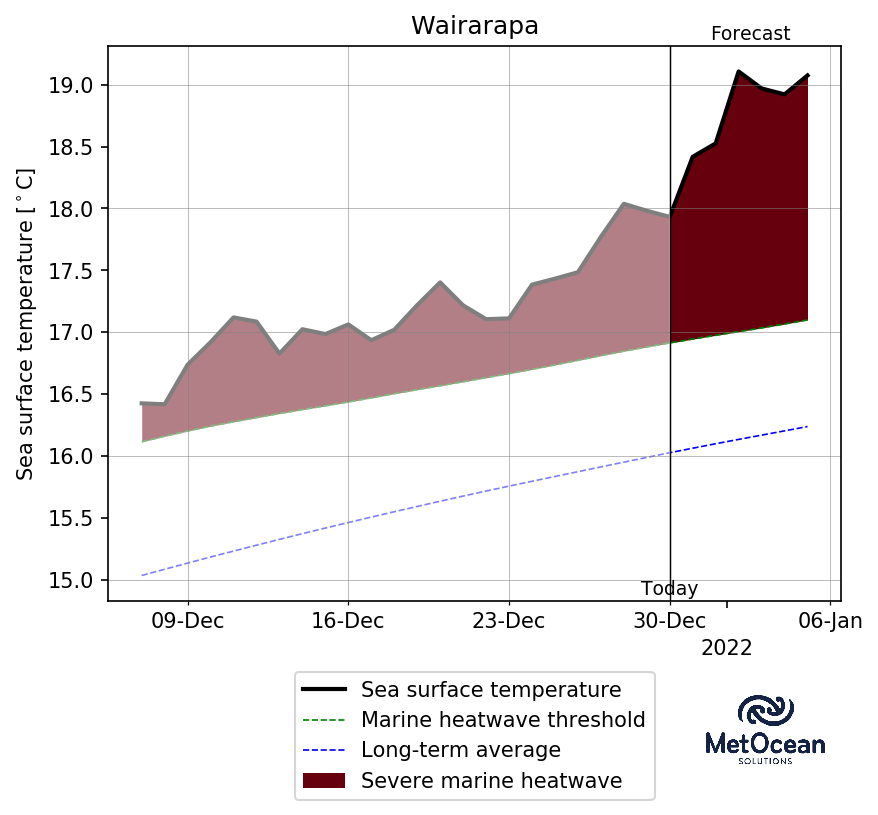 Wairarapa
Forecast
Sea surface temperature [°C]
19.0
18.5
18.0
17.5
17.0
16.5
16.0
15.5
15.0
Today
09-Dec 16-Dec 23-Dec 30-Dec 06-Jan
2022
Sea surface temperature
Marine heatwave threshold
Long-term average
Severe marine heatwave
MetOcean
SOLUTIONS